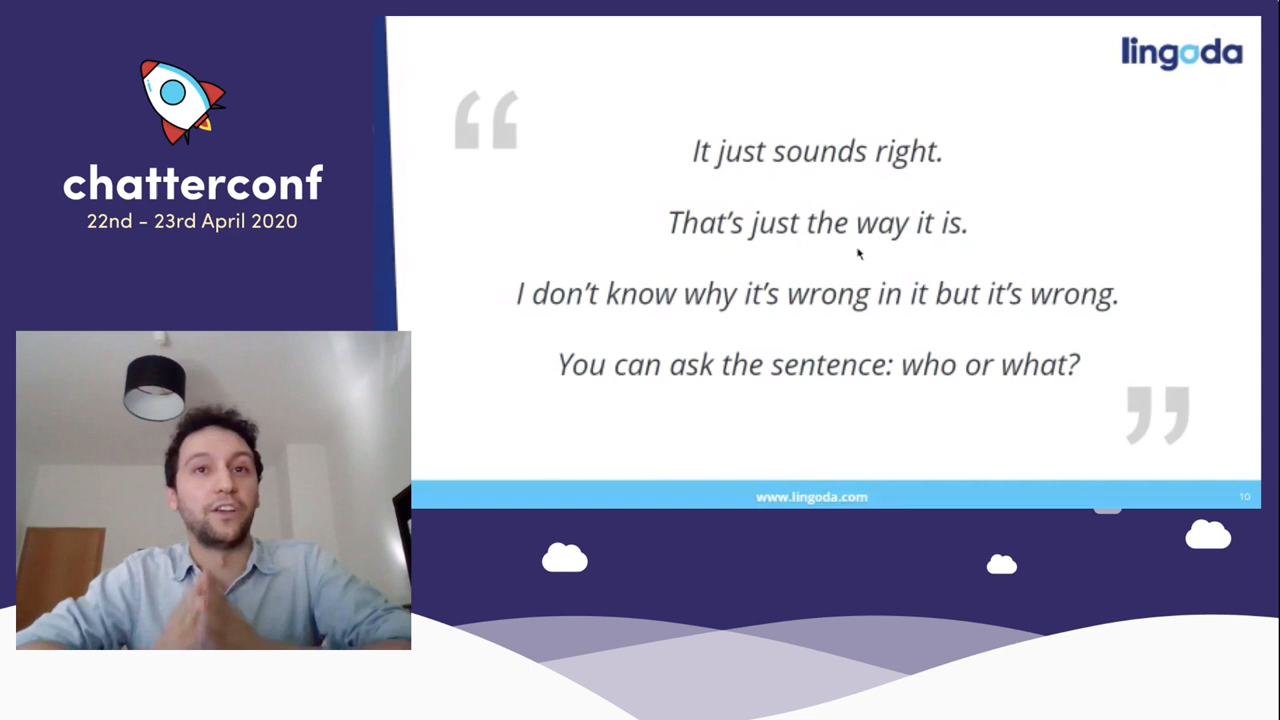 chatterconf
22nd - 23rd April 2020
lingoda
“
It just sounds right.
That’s just the way it is.
I don’t know why it’s wrong in it but it’s wrong.
You can ask the sentence: who or what?
”
www.lingoda.com
10